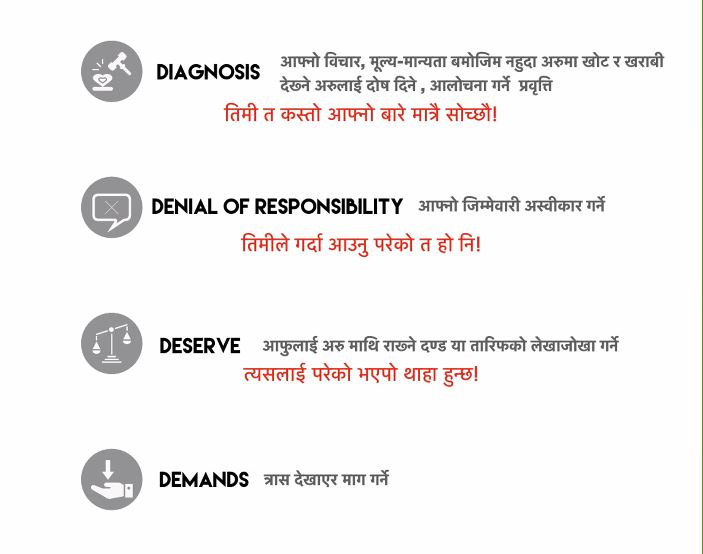 DIAGNOSIS आफ्नो विचार, मूल्य-मान्यता बमोजिम नहुदा अरुमा खोट र खराबी
देख्ने अरुलाई दोष दिने , आलोचना गर्ने प्रवृत्ति
तिमी त कस्तो आफ्नो बारे मात्रै सोच्छौ!
DENIAL OF RESPONSIBILITY आफ्नो जिम्मेवारी अस्वीकार गर्ने
तिमीले गर्दा आउनु परेको त हो नि!
DESERVE आफुलाई अरु माथि राख्ने दण्ड या तारिफको लेखाजोखा गर्ने
त्यसलाई परेको भएपो थाहा हुन्छ!
DEMANDS त्रास देखाएर माग गर्ने